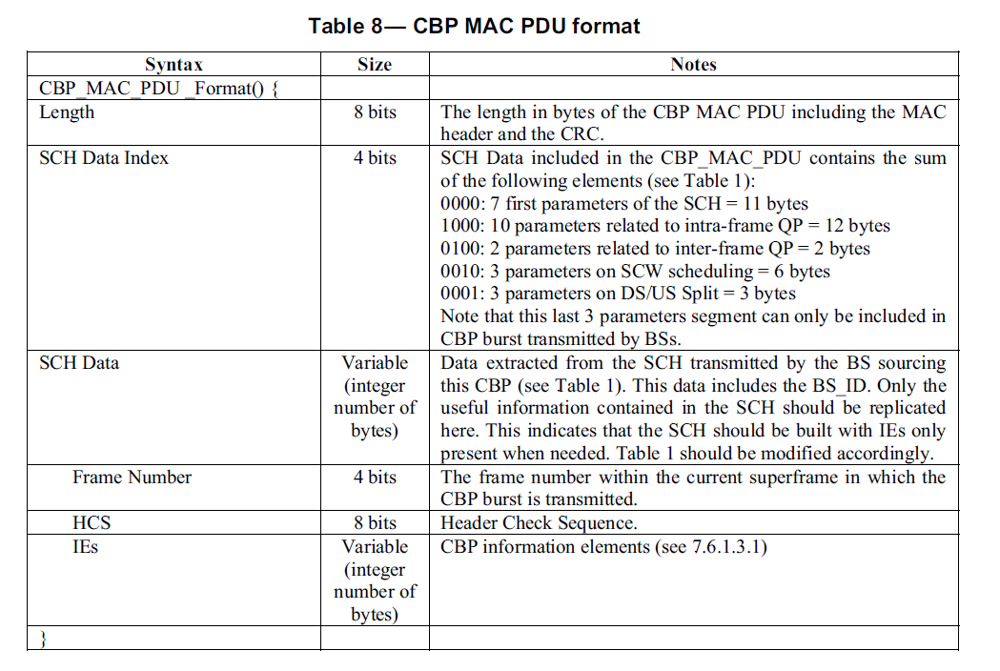 Table 8— CBP MAC PDU format
Syntax Size Notes
CBP_MAC_PDU _Format() {
Length 8 bits The length in bytes of the CBP MAC PDU including the MAC
header and the CRC.
SCH Data Index 4 bits SCH Data included in the CBP_MAC_PDU contains the sum
of the following elements (see Table 1):
0000: 7 first parameters of the SCH = 11 bytes
1000: 10 parameters related to intra-frame QP = 12 bytes
0100: 2 parameters related to inter-frame QP = 2 bytes
0010: 3 parameters on SCW scheduling = 6 bytes
0001: 3 parameters on DS/US Split = 3 bytes
Note that this last 3 parameters segment can only be included in
CBP burst transmitted by BSs.
SCH Data Variable Data extracted from the SCH transmitted by the BS sourcing
(integer this CBP (see Table 1). This data includes the BS_ID. Only the
number of useful information contained in the SCH should be replicated
bytes) here. This indicates that the SCH should be built with IEs only
present when needed. Table 1 should be modified accordingly.
Frame Number 4 bits The frame number within the current superframe in which the
CBP burst is transmitted.
HCS 8 bits Header Check Sequence.
IEs Variable CBP information elements (see 7.6.1.3.1)
(integer
number of
bytes)
}